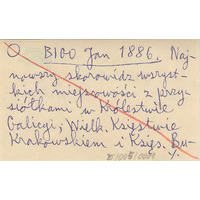 BIGO Jan 1886. Naj-
nowszy skorowidz wszyst-
kich miejscowości z przy-
siółkami w Królestwie
Galicyi, Wielk. Księstwie
Krakowskiem i Księs. Bu-